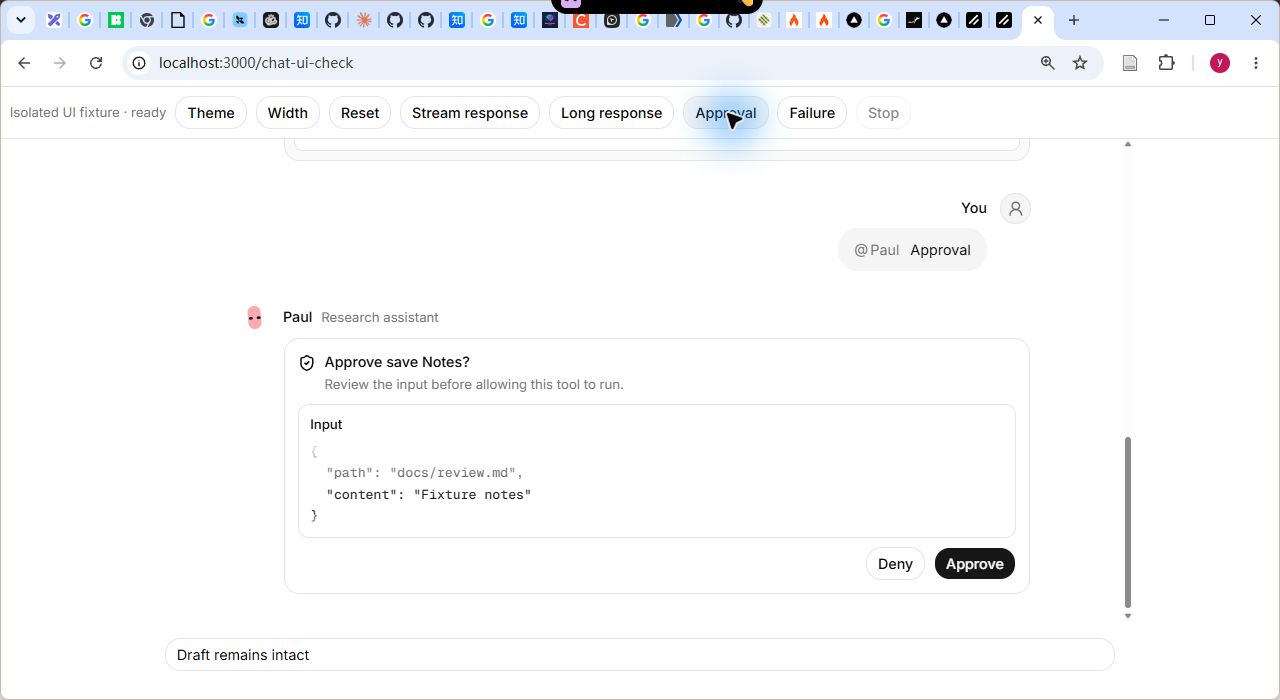 localhost:3000/chat-ui-check
y
Isolated UI fixture · ready
Theme
Width
Reset
Stream response
Long response
Approval
Failure
Stop
You
@Paul Approval
Paul Research assistant
Approve save Notes?
Review the input before allowing this tool to run.
Input
{
"path": "docs/review.md",
"content": "Fixture notes"
}
Deny
Approve
Draft remains intact